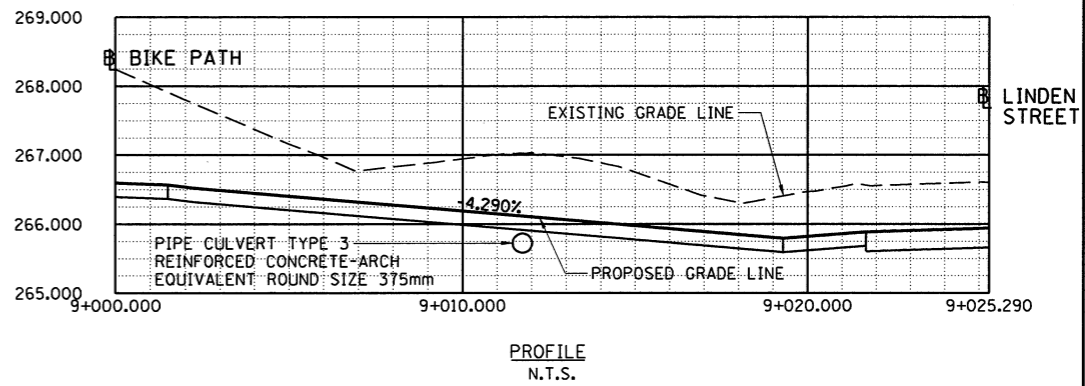 269.000
BIKE PATH
268.000
LINDEN
STREET
EXISTING GRADE LINE
267.000
-4.290%
266.000
PIPE CULVERT TYPE 3
REINFORCED CONCRETE-ARCH
EQUIVALENT ROUND SIZE 375mm
PROPOSED GRADE LINE
265.000
9+000.000 9+010.000 9+020.000 9+025.290
PROFILE
N.T.S.